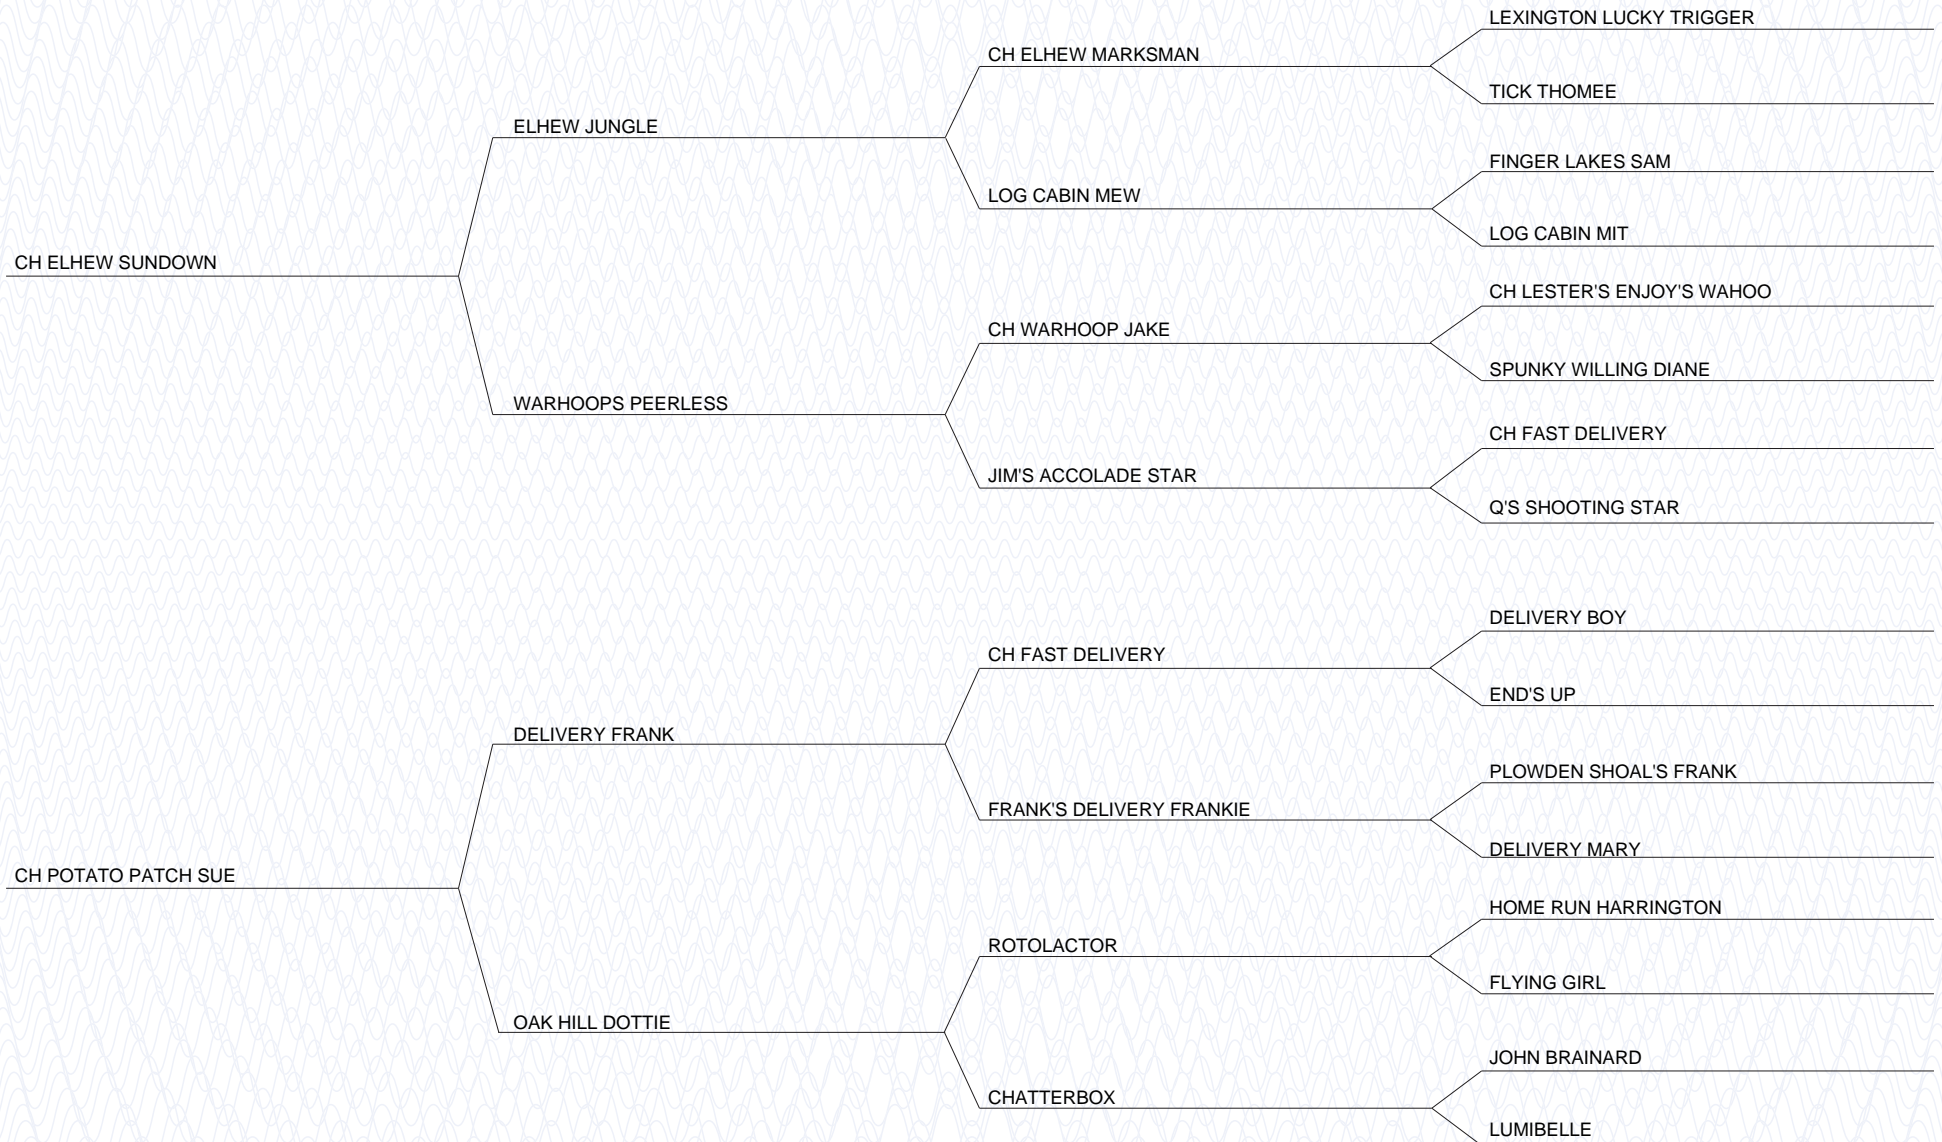 LEXINGTON LUCKY TRIGGER
CH ELHEW MARKSMAN
TICK THOMEE
ELHEW JUNGLE
FINGER LAKES SAM
LOG CABIN MEW
LOG CABIN MIT
CH ELHEW SUNDOWN
CH LESTER'S ENJOY'S WAHOO
CH WARHOOP JAKE
SPUNKY WILLING DIANE
WARHOOPS PEERLESS
CH FAST DELIVERY
JIM'S ACCOLADE STAR
Q'S SHOOTING STAR
DELIVERY BOY
CH FAST DELIVERY
END'S UP
DELIVERY FRANK
PLOWDEN SHOAL'S FRANK
FRANK'S DELIVERY FRANKIE
DELIVERY MARY
CH POTATO PATCH SUE
HOME RUN HARRINGTON
ROTOLACTOR
FLYING GIRL
OAK HILL DOTTIE
JOHN BRAINARD
CHATTERBOX
LUMIBELLE